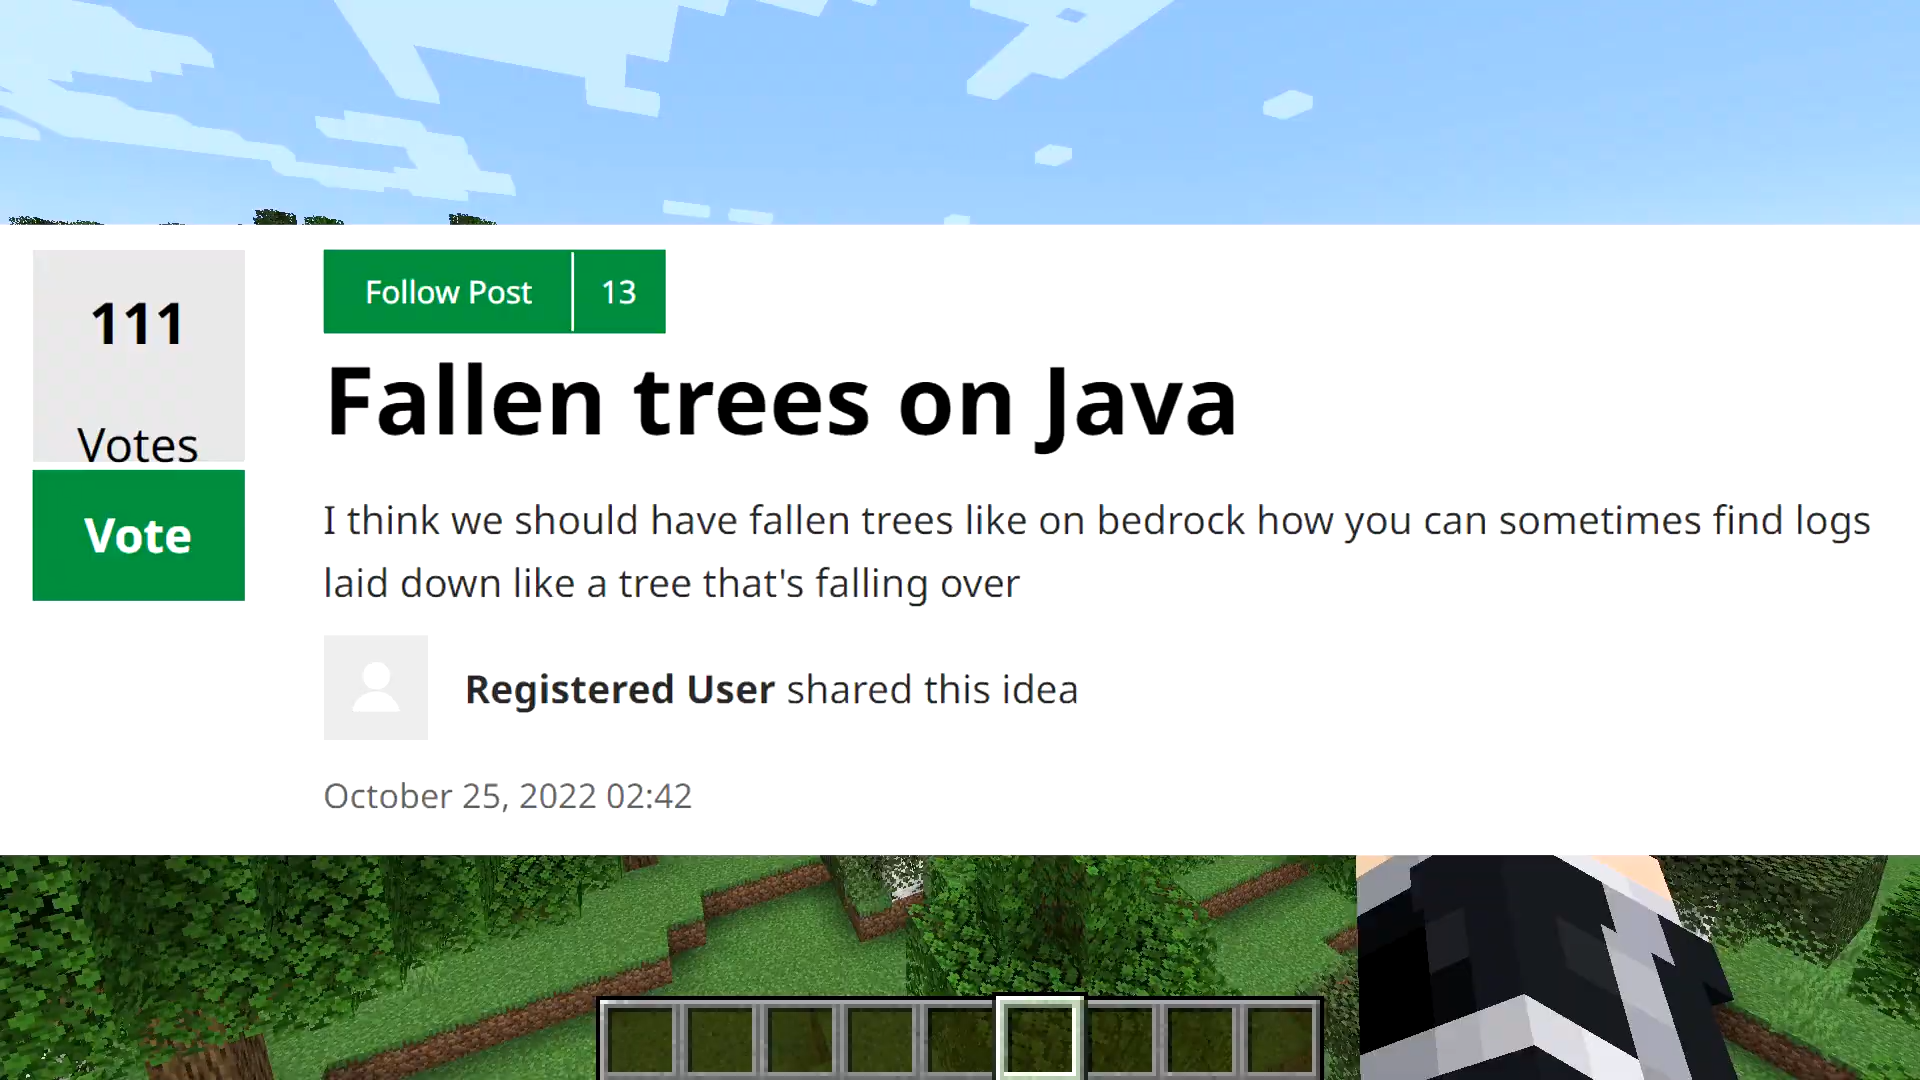 111
Votes
Vote
Follow Post 13
Fallen trees on Java
I think we should have fallen trees like on bedrock how you can sometimes find logs
laid down like a tree that's falling over
Registered User shared this idea
October 25, 2022 02:42